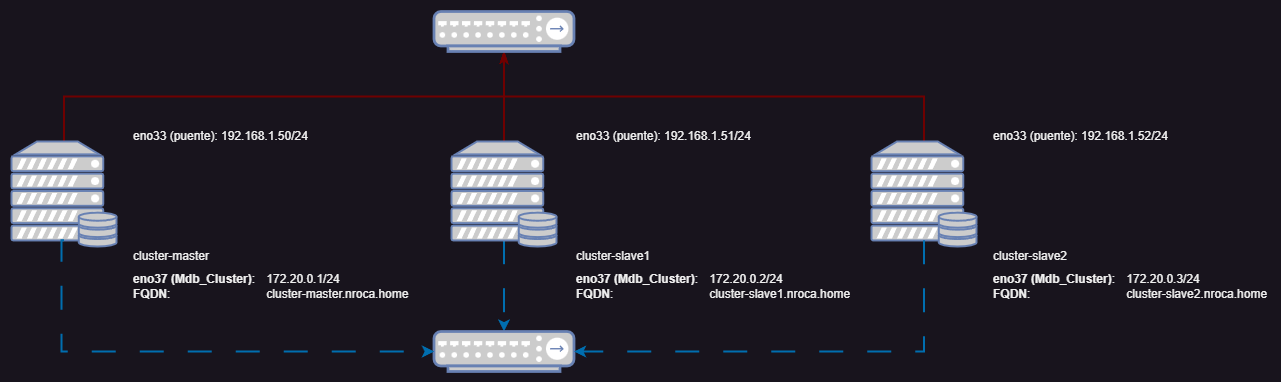 eno33 (puente): 192.168.1.50/24
eno33 (puente): 192.168.1.51/24
eno33 (puente): 192.168.1.52/24
cluster-master
eno37 (Mdb_Cluster): 172.20.0.1/24
FQDN: cluster-master.nroca.home
cluster-slave1
eno37 (Mdb_Cluster): 172.20.0.2/24
FQDN: cluster-slave1.nroca.home
cluster-slave2
eno37 (Mdb_Cluster): 172.20.0.3/24
FQDN: cluster-slave2.nroca.home